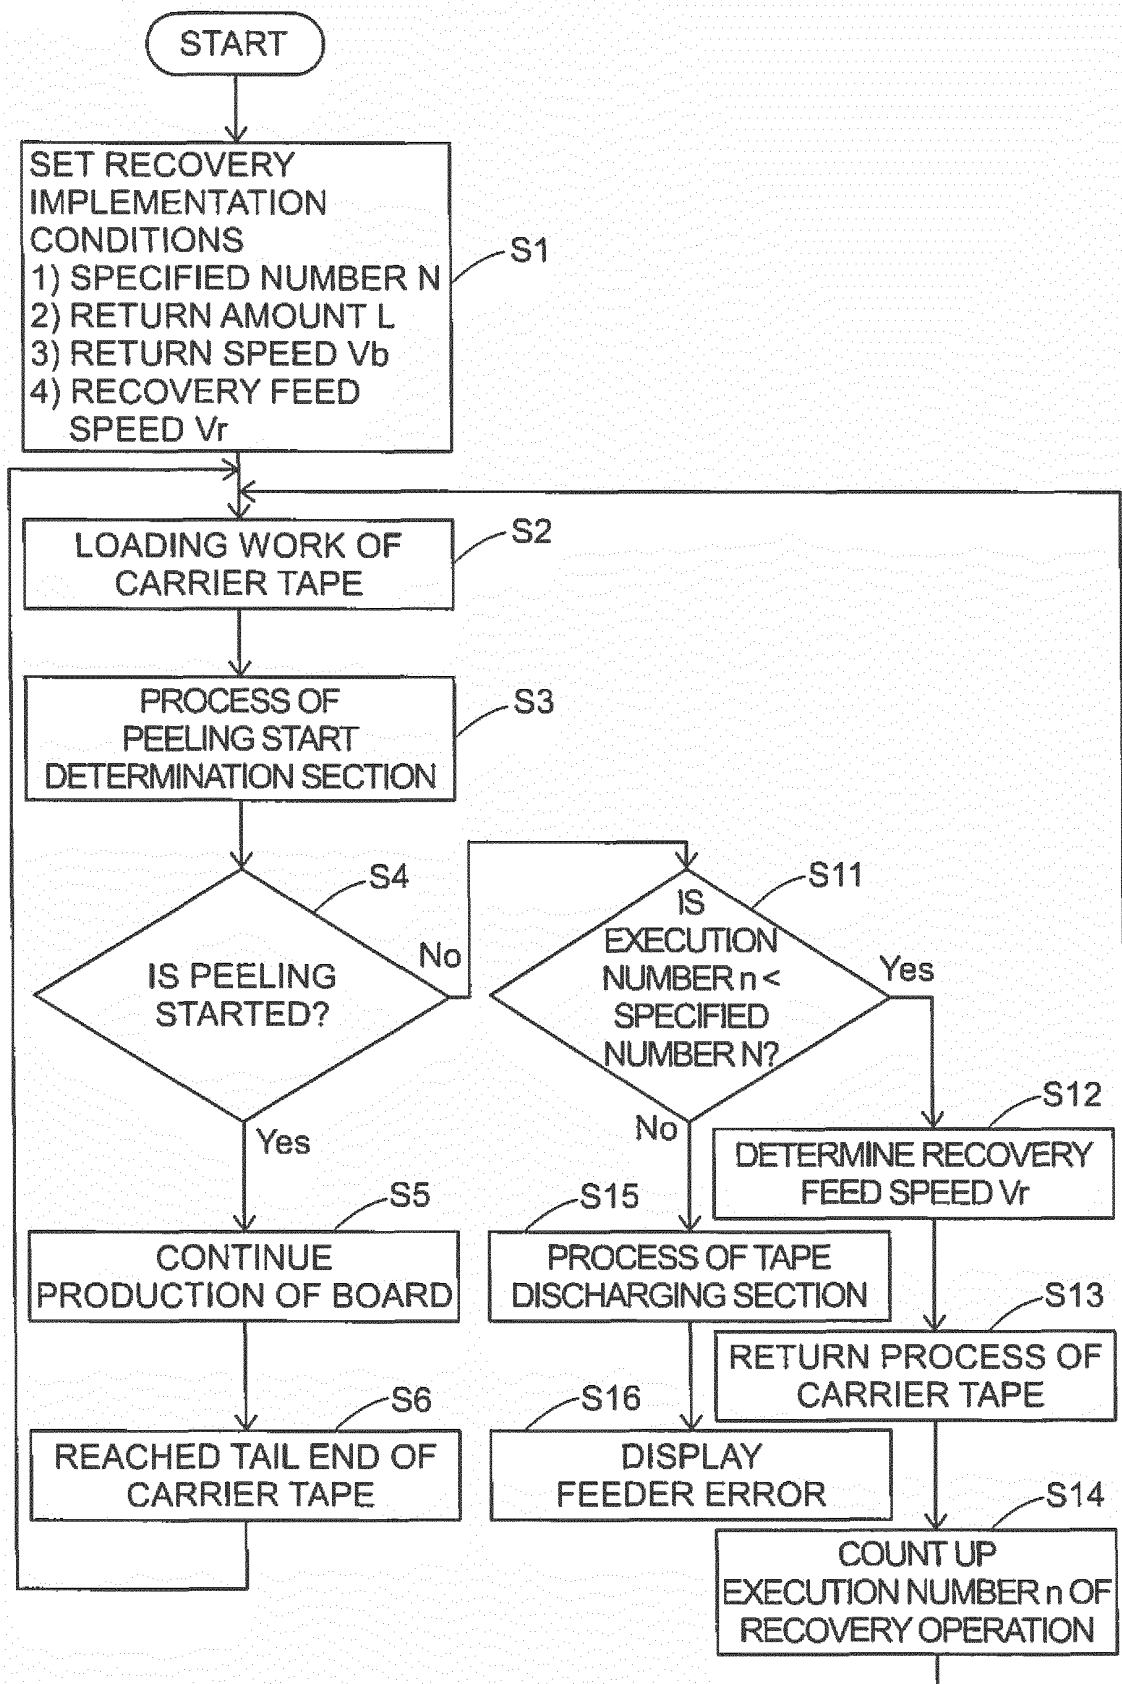 START
SET RECOVERY
IMPLEMENTATION
CONDITIONS
1) SPECIFIED NUMBER N
2) RETURN AMOUNT L
3) RETURN SPEED Vb
4) RECOVERY FEED
SPEED Vr
S1
LOADING WORK OF
CARRIER TAPE
S2
PROCESS OF
PEELING START
DETERMINATION SECTION
S3
IS PEELING
STARTED?
S4
No
Yes
IS
EXECUTION
NUMBER n <
SPECIFIED
NUMBER N?
S11
Yes
No
CONTINUE
PRODUCTION OF BOARD
S5
REACHED TAIL END OF
CARRIER TAPE
S6
PROCESS OF TAPE
DISCHARGING SECTION
S15
DISPLAY
FEEDER ERROR
S16
DETERMINE RECOVERY
FEED SPEED Vr
S12
RETURN PROCESS OF
CARRIER TAPE
S13
COUNT UP
EXECUTION NUMBER n OF
RECOVERY OPERATION
S14